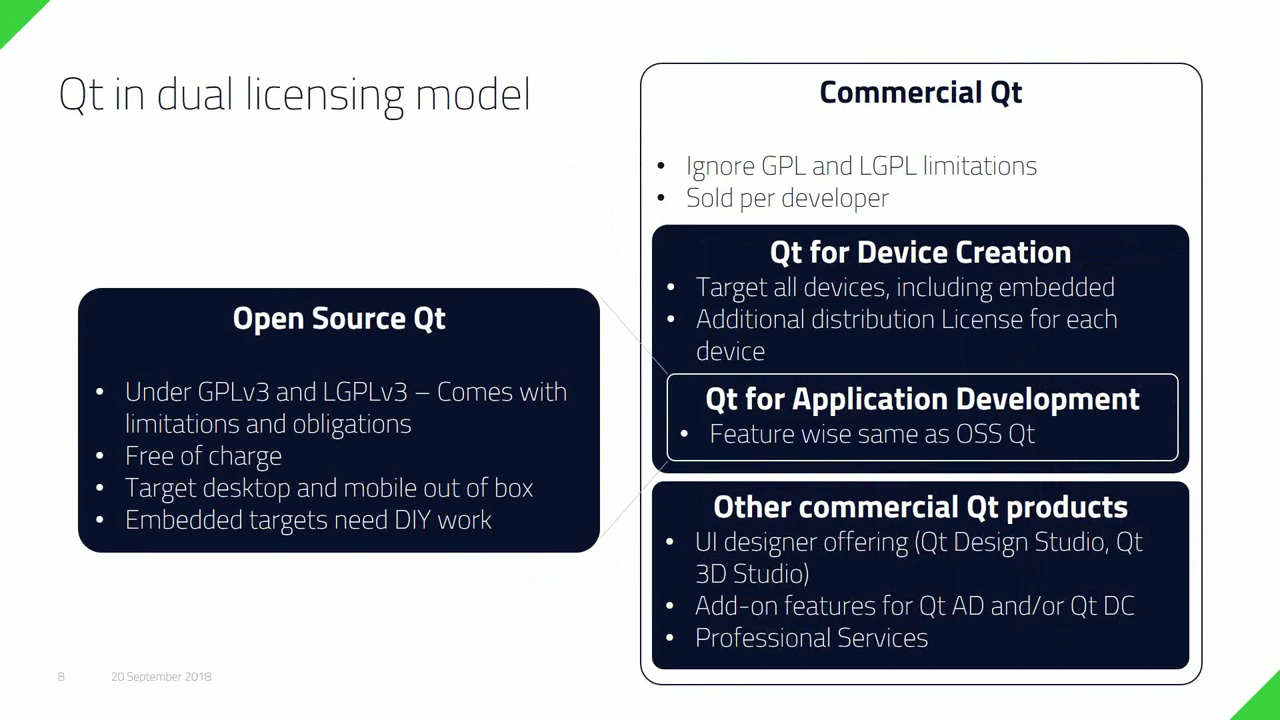 Qt in dual licensing model
Open Source Qt
• Under GPLv3 and LGPLv3 – Comes with
limitations and obligations
• Free of charge
• Target desktop and mobile out of box
• Embedded targets need DIY work
Commercial Qt
• Ignore GPL and LGPL limitations
• Sold per developer
Qt for Device Creation
• Target all devices, including embedded
• Additional distribution License for each
device
Qt for Application Development
• Feature wise same as OSS Qt
Other commercial Qt products
• UI designer offering (Qt Design Studio, Qt
3D Studio)
• Add-on features for Qt AD and/or Qt DC
• Professional Services
8 20 September 2018